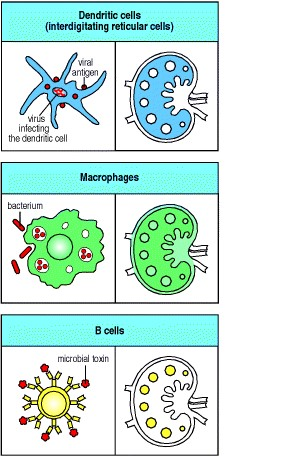 Dendritic cells
(interdigitating reticular cells)
viral
antigen
virus
infecting
the dendritic cell
Macrophages
bacterium
B cells
microbial toxin